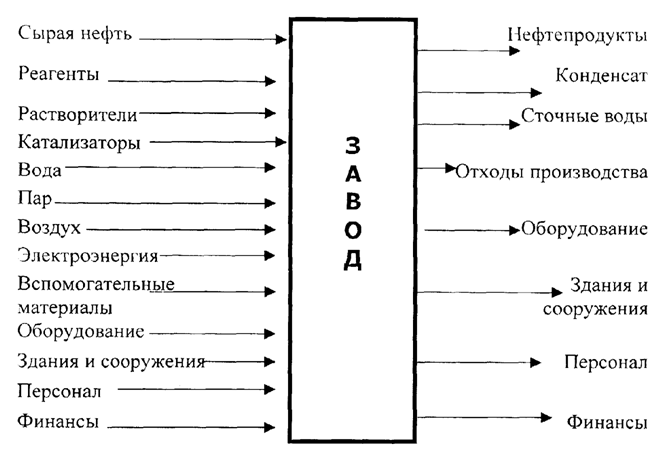 Сырая нефть
Реагенты
Растворители
Катализаторы
Вода
Пар
Воздух
Электроэнергия
Вспомогательные
материалы
Оборудование
Здания и сооружения
Персонал
Финансы
З
А
В
О
Д
Нефтепродукты
Конденсат
Сточные воды
Отходы производства
Оборудование
Здания и
сооружения
Персонал
Финансы